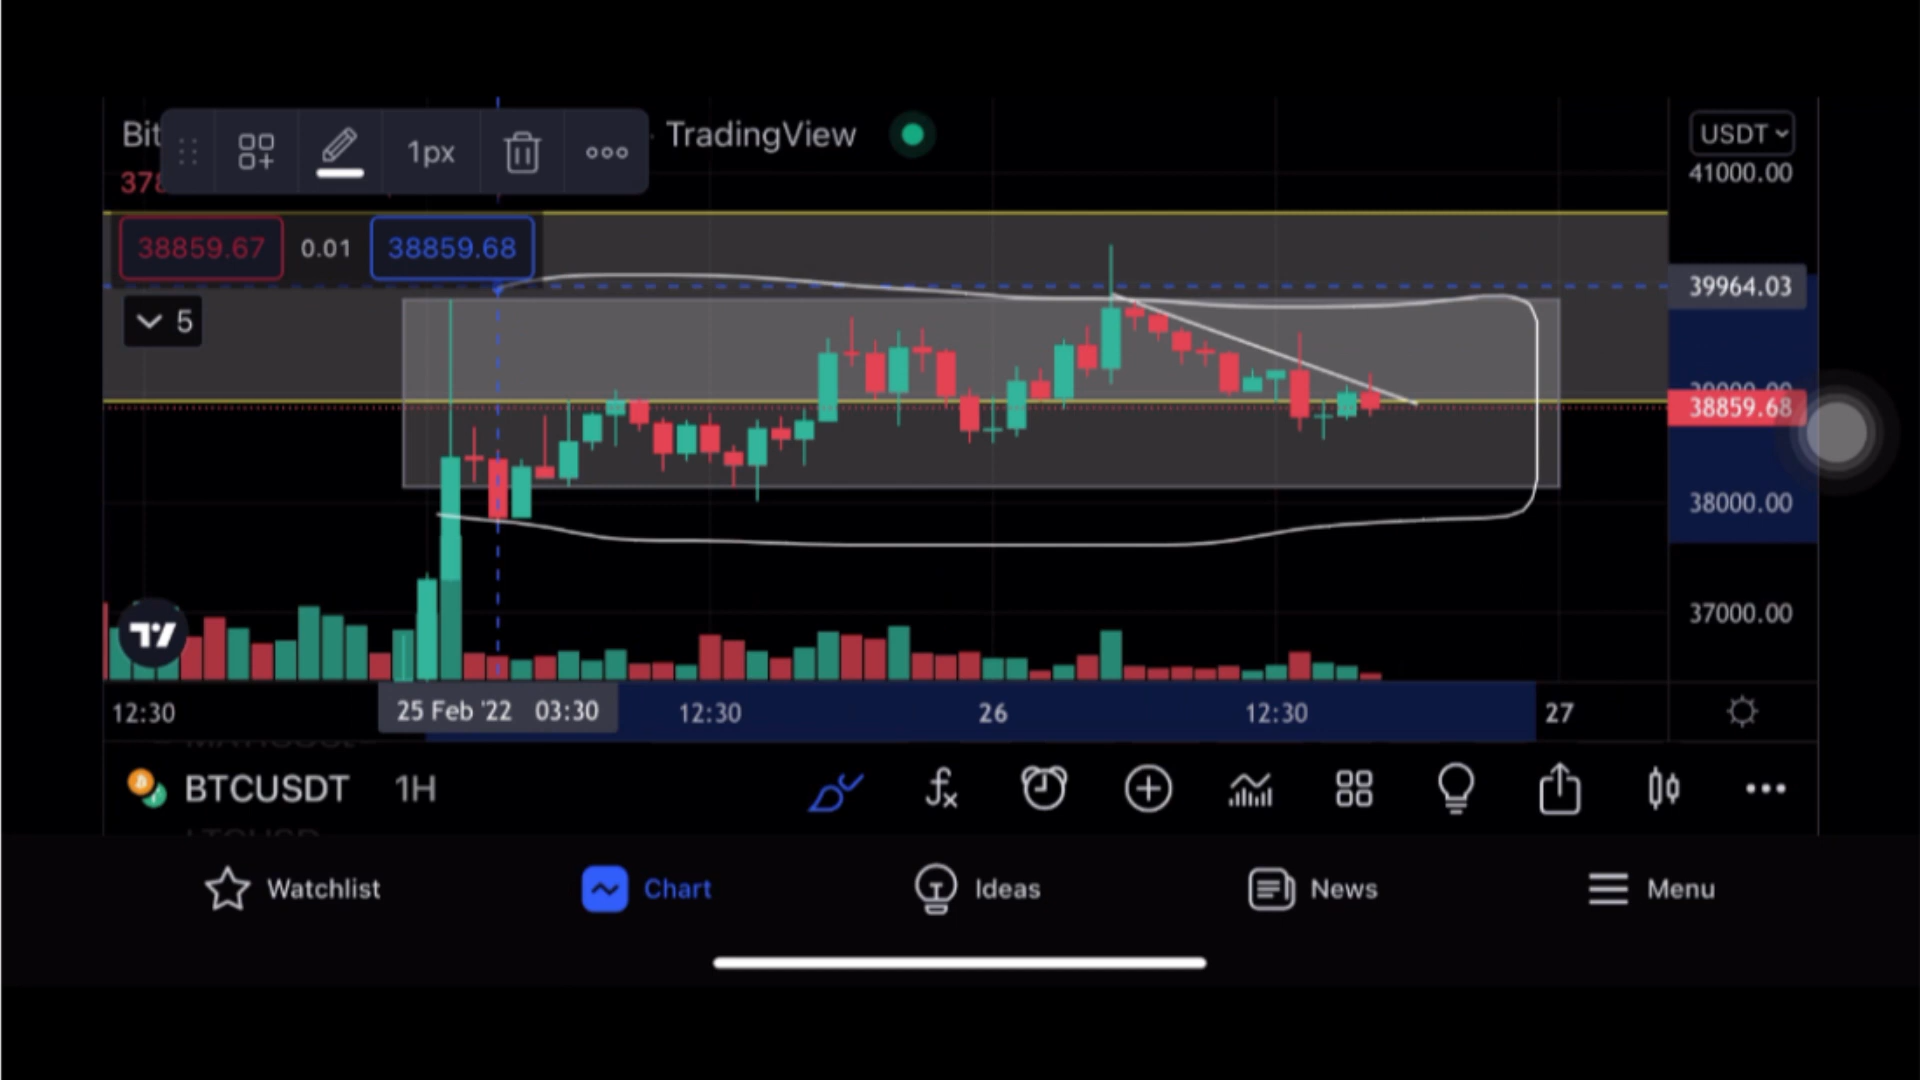 Bit
1px
TradingView
USDT
378
41000.00
38859.67 0.01 38859.68
39964.03
5
38859.68
38000.00
37000.00
12:30 25 Feb '22 03:30 12:30 26 12:30 27
BTCUSDT 1H
Watchlist Chart Ideas News Menu